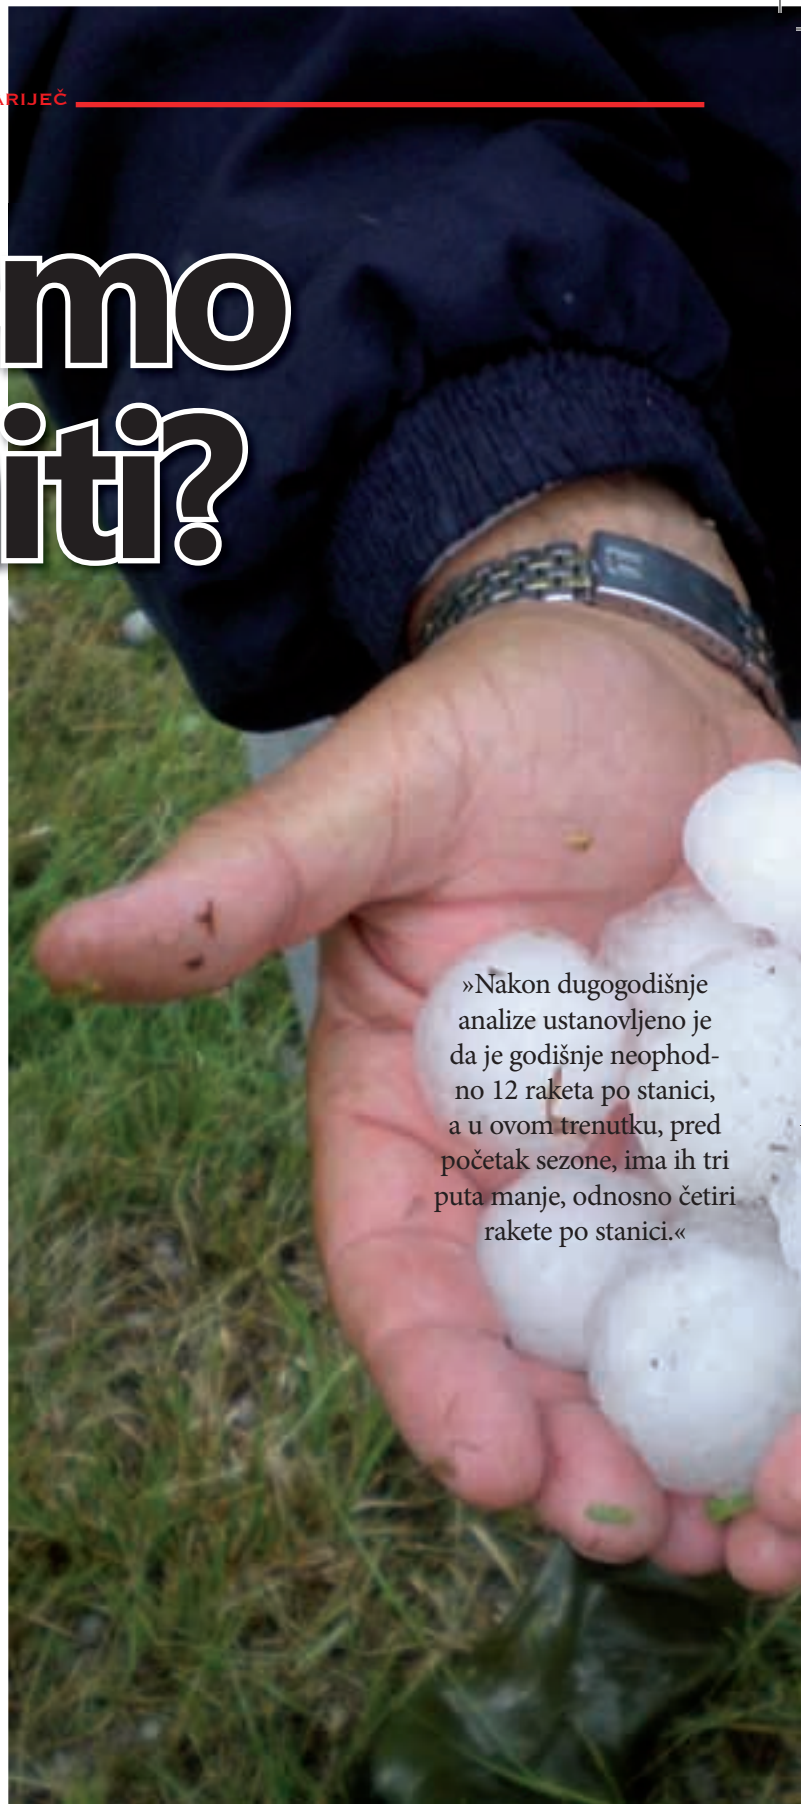 ARIJEČ
mo
iti?
»Nakon dugogodišnje
analize ustanovljeno je
da je godišnje neophod-
no 12 raketa po stanici,
a u ovom trenutku, pred
početak sezone, ima ih tri
puta manje, odnosno četiri
rakete po stanici.«